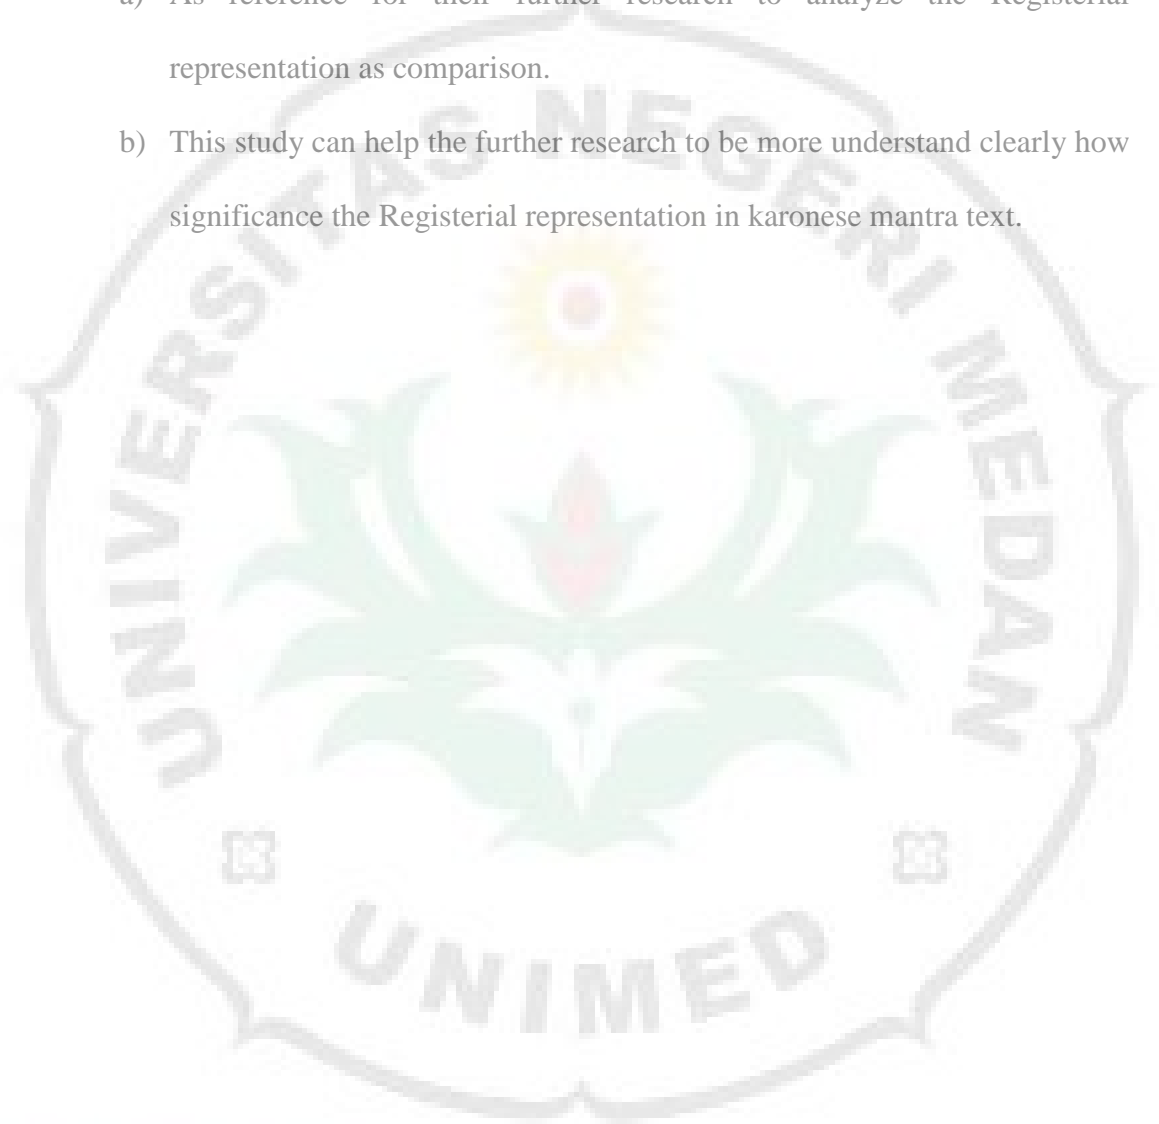 a) As reference for their further research to analyze the Registerial
representation as comparison.
b) This study can help the further research to be more understand clearly how
significance the Registerial representation in karonese mantra text.
UNIVERSITAS NEGERI MEDAN
UNIMED